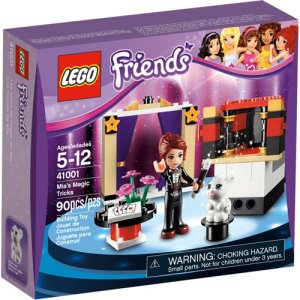 LEGO Friends
Ages/edades
5-12
41001
Mia's Magic
Tricks
90pcs/pzs
Building Toy
Jouet de
Construction
Juguete para
Construir
WARNING: CHOKING HAZARD.
Small parts. Not for children under 3 years.